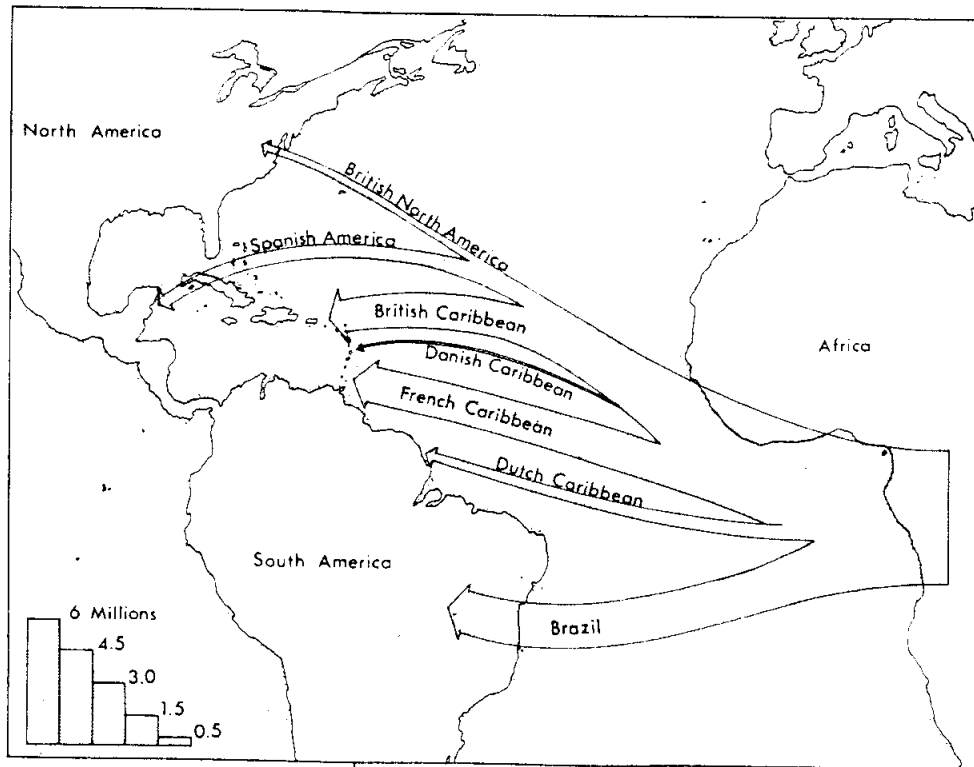 North America
British North America
Spanish America
British Caribbean
Danish Caribbean
Africa
French Caribbean
Dutch Caribbean
South America
Brazil
6 Millions
4.5
3.0
1.5
0.5